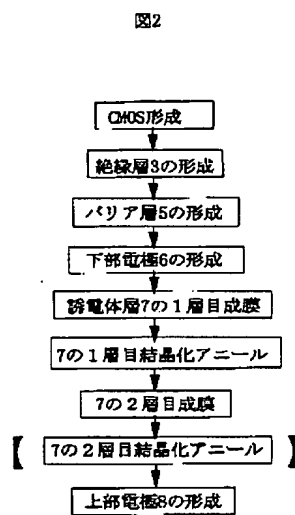 図2
CMOS形成
絶縁層3の形成
バリア層5の形成
下部電極6の形成
誘電体層7の1層目成膜
7の1層目結晶化アニール
7の2層目成膜
【 7の2層目結晶化アニール 】
上部電極8の形成